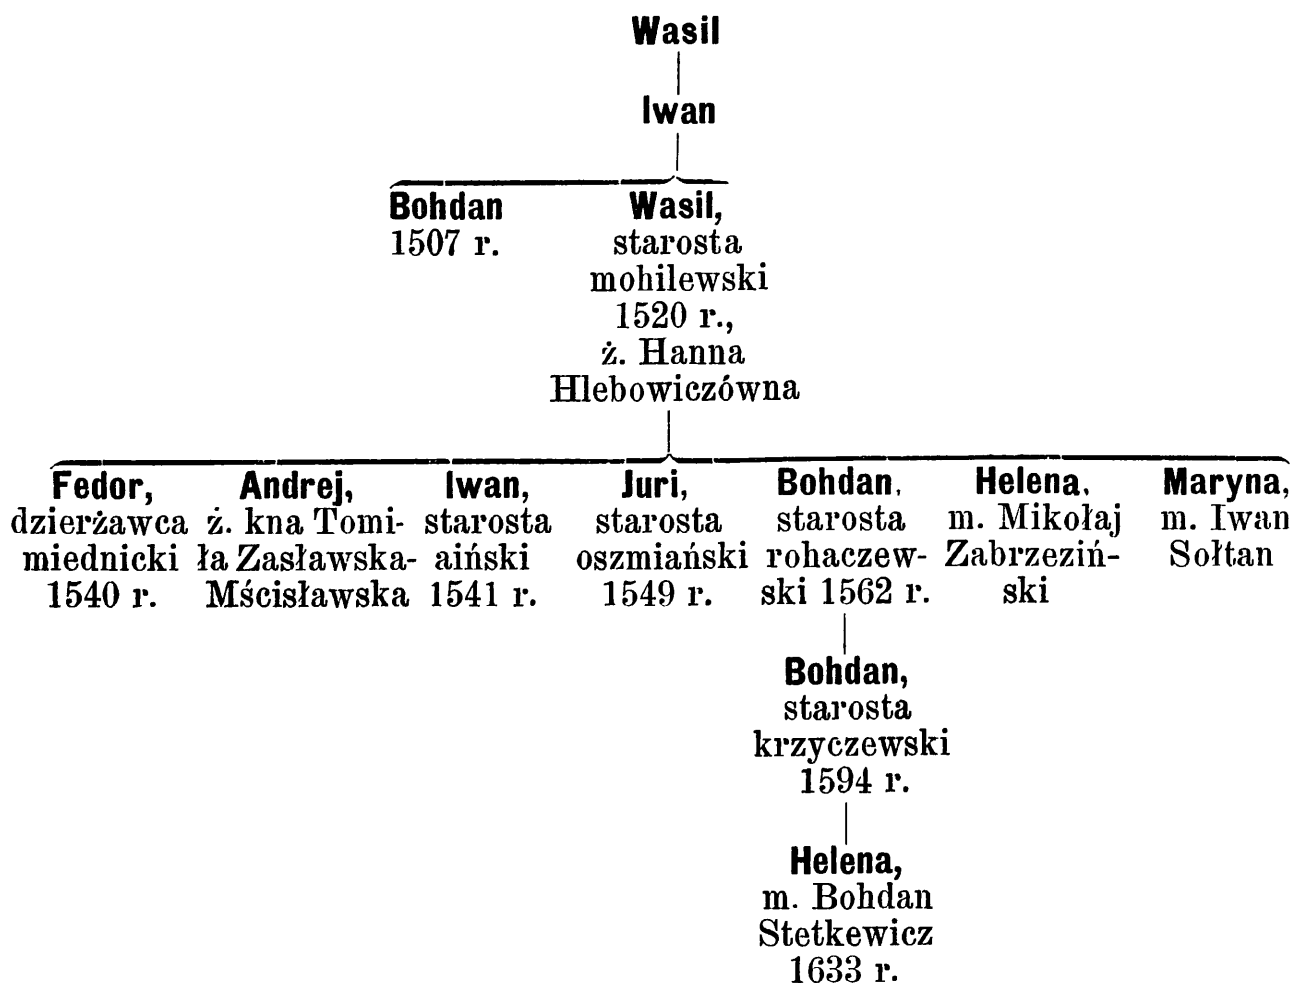 Wasil
Iwan
Bohdan
1507 r.
Wasil,
starosta
mohilewski
1520 r.,
ż. Hanna
Hlebowiczówna
Fedor,
dzierżawca
miednicki
1540 r.
Andrej,
ż. kna Tomi-
ła Zasławska-
Mścisławska
Iwan,
starosta
aiński
1541 r.
Juri,
starosta
oszmiański
1549 r.
Bohdan,
starosta
rohaczew-
ski 1562 r.
Helena,
m. Mikołaj
Zabrzeziń-
ski
Maryna,
m. Iwan
Sołtan
Bohdan,
starosta
krzyczewski
1594 r.
Helena,
m. Bohdan
Stetkewicz
1633 r.